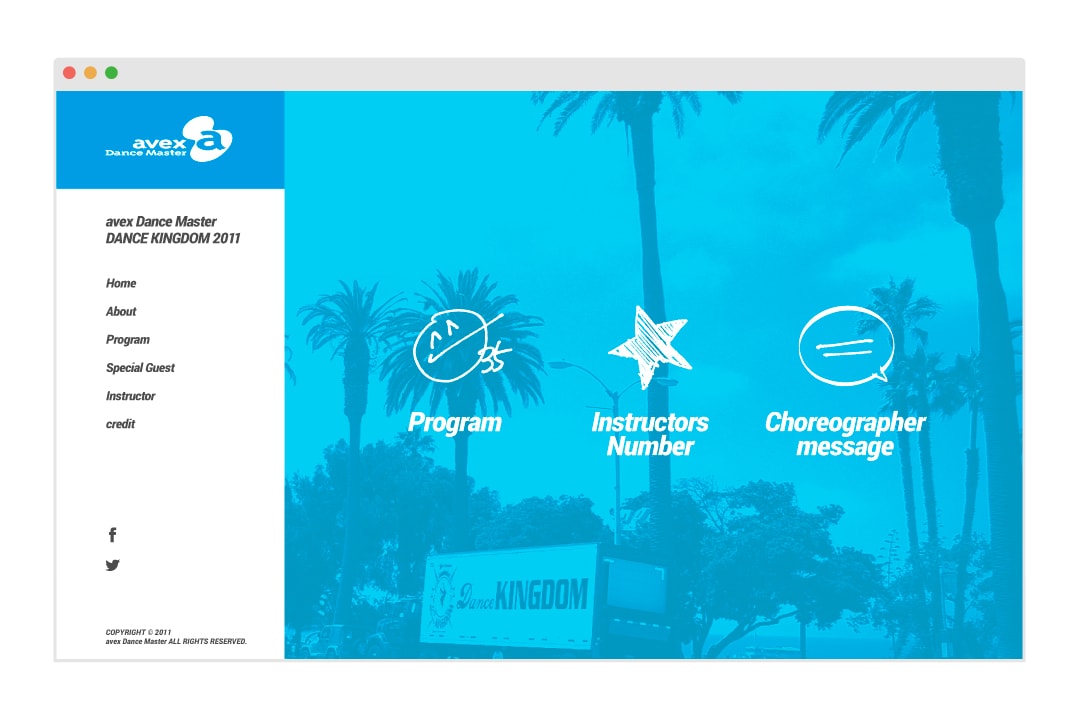 avex
Dance Master
a
avex Dance Master
DANCE KINGDOM 2011
Home
About
Program
Special Guest
Instructor
credit
COPYRIGHT © 2011
avex Dance Master ALL RIGHTS RESERVED.
Program
Instructors
Number
Choreographer
message
Dance KINGDOM